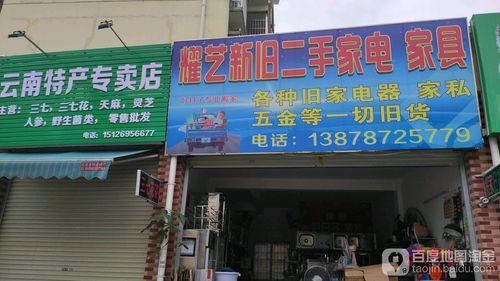 云南特产专卖店
主营：三七，三七花，天麻，灵芝
人参，野生菌类，零售批发
电话：15126956677
耀艺新旧二手家电 家具
各种旧家电器 家私
五金等一切旧货
电话：13878725779
百度地图淘金
taojin.baidu.com